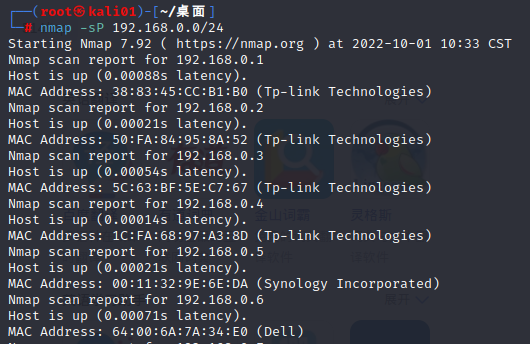 ┌──(root㉿kali01)-[~/桌面]
└─# nmap -sP 192.168.0.0/24
Starting Nmap 7.92 ( https://nmap.org ) at 2022-10-01 10:33 CST
Nmap scan report for 192.168.0.1
Host is up (0.00088s latency).
MAC Address: 38:83:45:CC:B1:B0 (Tp-link Technologies)
Nmap scan report for 192.168.0.2
Host is up (0.00021s latency).
MAC Address: 50:FA:84:95:8A:52 (Tp-link Technologies)
Nmap scan report for 192.168.0.3
Host is up (0.00054s latency).
MAC Address: 5C:63:BF:5E:C7:67 (Tp-link Technologies)
Nmap scan report for 192.168.0.4
Host is up (0.00014s latency).
MAC Address: 1C:FA:68:97:A3:8D (Tp-link Technologies)
Nmap scan report for 192.168.0.5
Host is up (0.00021s latency).
MAC Address: 00:11:32:9E:6E:DA (Synology Incorporated)
Nmap scan report for 192.168.0.6
Host is up (0.00071s latency).
MAC Address: 64:00:6A:7A:34:E0 (Dell)